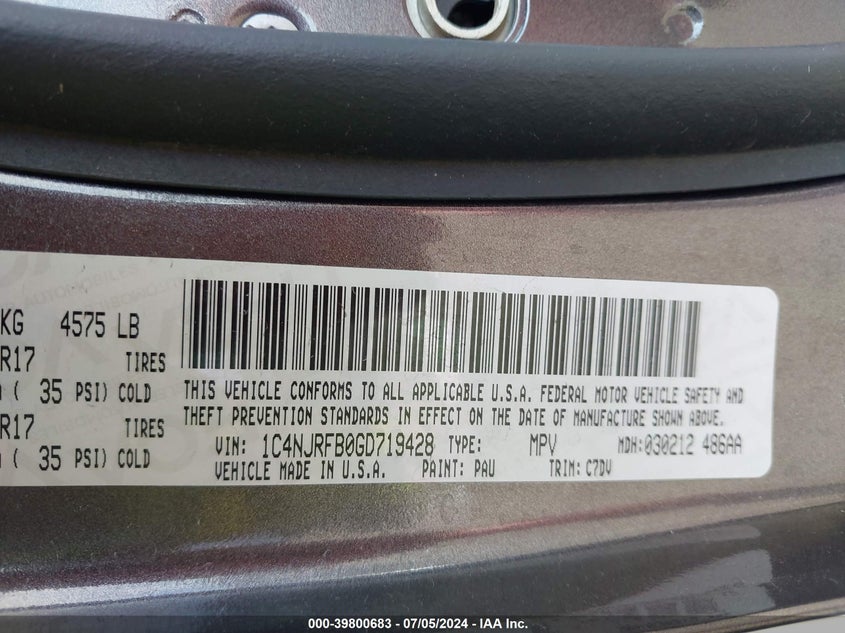 KG 4575 LB
R17 TIRES
( 35 PSI) COLD
R17 TIRES
( 35 PSI) COLD
THIS VEHICLE CONFORMS TO ALL APPLICABLE U.S.A. FEDERAL MOTOR VEHICLE SAFETY AND
THEFT PREVENTION STANDARDS IN EFFECT ON THE DATE OF MANUFACTURE SHOWN ABOVE.
VIN: 1C4NJRFB0GD719428 TYPE: MPV MDH:030212 486AA
VEHICLE MADE IN U.S.A. PAINT: PAU TRIM: C7DV
000-39800683 / 07/05/2024 - IAA Inc.